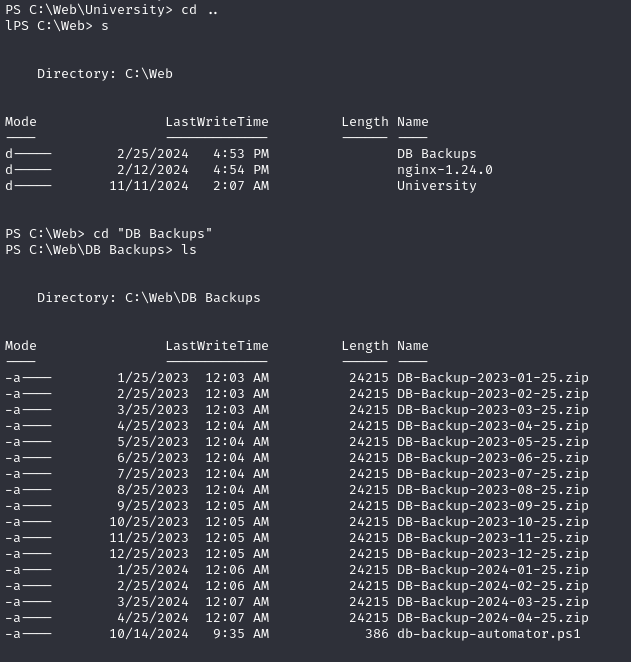 PS C:\Web\University> cd ..
lPS C:\Web> s
Directory: C:\Web
Mode                LastWriteTime         Length Name
----                -------------         ------ ----
d-----        2/25/2024   4:53 PM                DB Backups
d-----        2/12/2024   4:54 PM                nginx-1.24.0
d-----       11/11/2024   2:07 AM                University
PS C:\Web> cd "DB Backups"
PS C:\Web\DB Backups> ls
Directory: C:\Web\DB Backups
Mode                LastWriteTime         Length Name
----                -------------         ------ ----
-a----        1/25/2023  12:03 AM          24215 DB-Backup-2023-01-25.zip
-a----        2/25/2023  12:03 AM          24215 DB-Backup-2023-02-25.zip
-a----        3/25/2023  12:03 AM          24215 DB-Backup-2023-03-25.zip
-a----        4/25/2023  12:04 AM          24215 DB-Backup-2023-04-25.zip
-a----        5/25/2023  12:04 AM          24215 DB-Backup-2023-05-25.zip
-a----        6/25/2023  12:04 AM          24215 DB-Backup-2023-06-25.zip
-a----        7/25/2023  12:04 AM          24215 DB-Backup-2023-07-25.zip
-a----        8/25/2023  12:04 AM          24215 DB-Backup-2023-08-25.zip
-a----        9/25/2023  12:05 AM          24215 DB-Backup-2023-09-25.zip
-a----       10/25/2023  12:05 AM          24215 DB-Backup-2023-10-25.zip
-a----       11/25/2023  12:05 AM          24215 DB-Backup-2023-11-25.zip
-a----       12/25/2023  12:05 AM          24215 DB-Backup-2023-12-25.zip
-a----        1/25/2024  12:06 AM          24215 DB-Backup-2024-01-25.zip
-a----        2/25/2024  12:06 AM          24215 DB-Backup-2024-02-25.zip
-a----        3/25/2024  12:07 AM          24215 DB-Backup-2024-03-25.zip
-a----        4/25/2024  12:07 AM          24215 DB-Backup-2024-04-25.zip
-a----       10/14/2024   9:35 AM            386 db-backup-automator.ps1